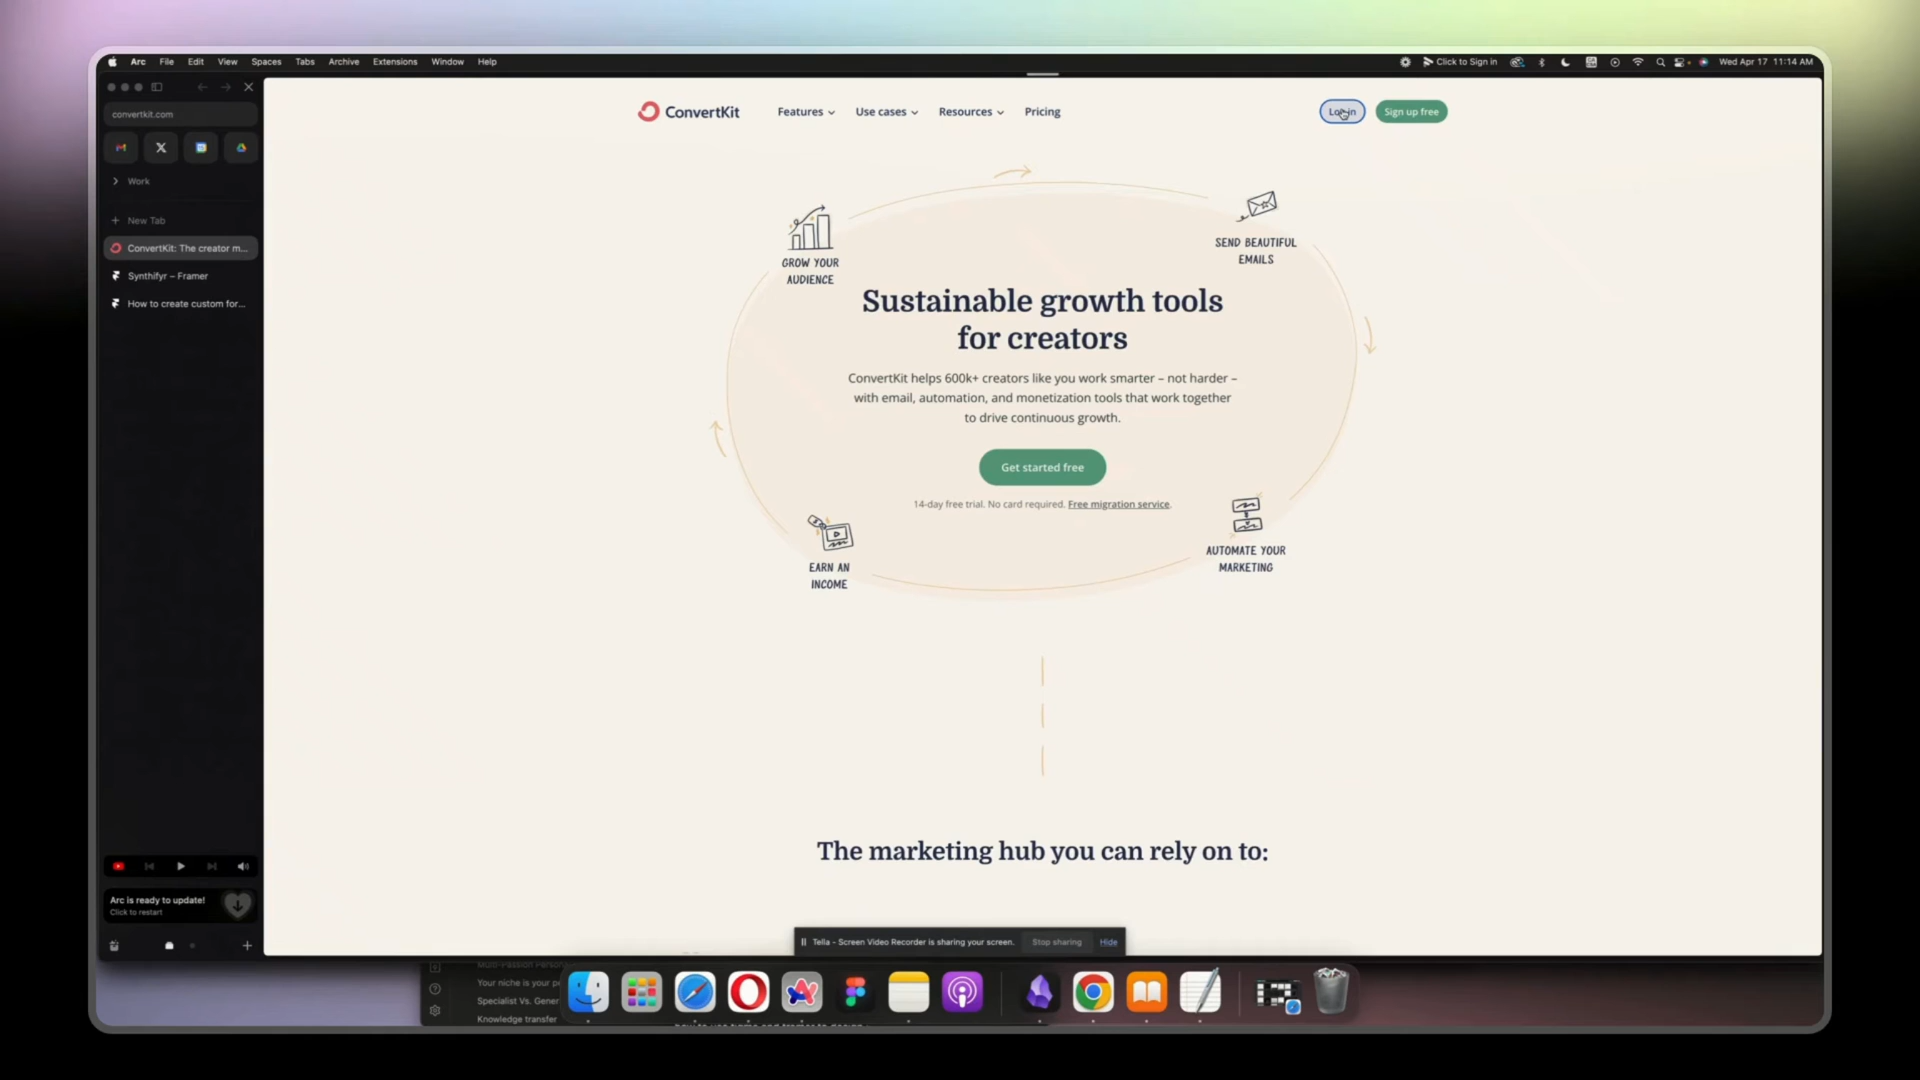 Arc File Edit View Spaces Tabs Archive Extensions Window Help
Click to Sign in
Wed Apr 17 11:14 AM
convertkit.com
Work
New Tab
ConvertKit: The creator m...
Synthifyr – Framer
How to create custom for...
ConvertKit
Features
Use cases
Resources
Pricing
Log in
Sign up free
GROW YOUR
AUDIENCE
SEND BEAUTIFUL
EMAILS
Sustainable growth tools
for creators
ConvertKit helps 600k+ creators like you work smarter – not harder –
with email, automation, and monetization tools that work together
to drive continuous growth.
Get started free
14-day free trial. No card required. Free migration service.
EARN AN
INCOME
AUTOMATE YOUR
MARKETING
The marketing hub you can rely on to:
Arc is ready to update!
Click to restart
Tella - Screen Video Recorder is sharing your screen.
Stop sharing
Hide
Your niche is your
Specialist Vs. Gener
Knowledge transfer